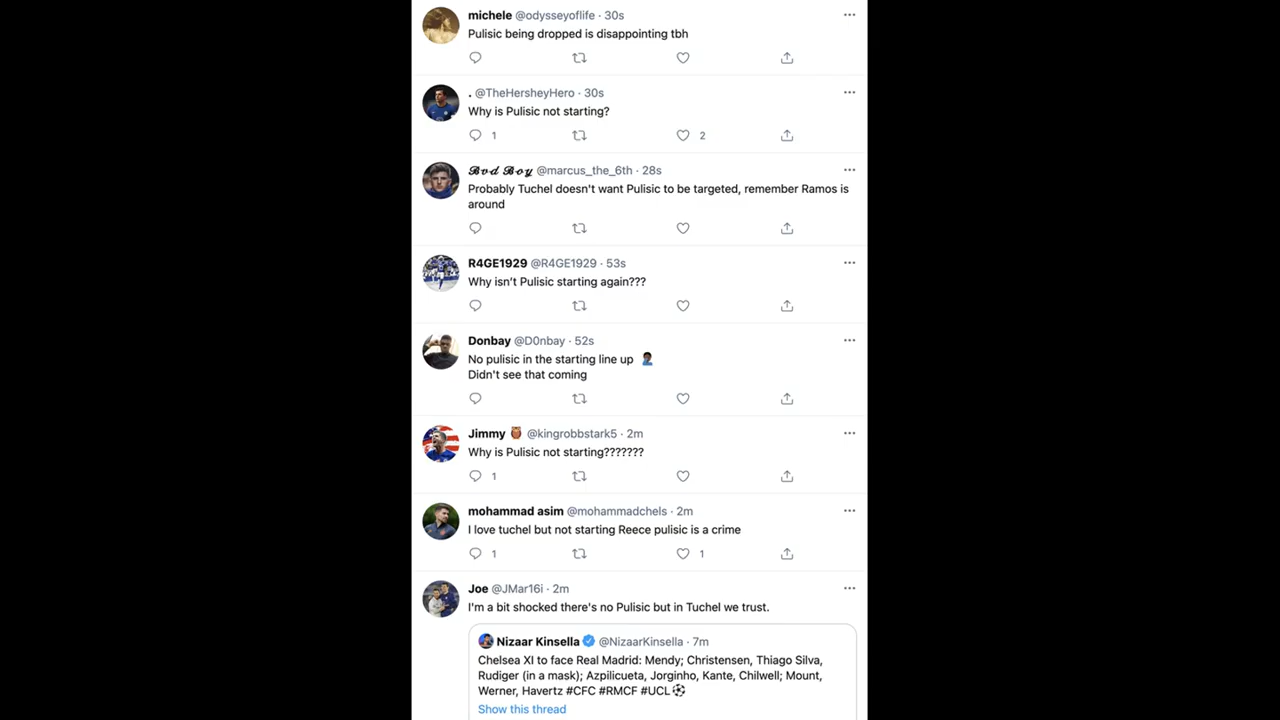 michele @odysseyoflife · 30s
Pulisic being dropped is disappointing tbh
. @TheHersheyHero · 30s
Why is Pulisic not starting?
1 2
𝓑𝓿𝓭 𝓑𝓸𝔂 @marcus_the_6th · 28s
Probably Tuchel doesn't want Pulisic to be targeted, remember Ramos is
around
R4GE1929 @R4GE1929 · 53s
Why isn't Pulisic starting again???
Donbay @D0nbay · 52s
No pulisic in the starting line up 🤦🏿‍♂️
Didn't see that coming
Jimmy 🦉 @kingrobbstark5 · 2m
Why is Pulisic not starting???????
1
mohammad asim @mohammadchels · 2m
I love tuchel but not starting Reece pulisic is a crime
1 1
Joe @JMar16i · 2m
I'm a bit shocked there's no Pulisic but in Tuchel we trust.
Nizaar Kinsella @NizaarKinsella · 7m
Chelsea XI to face Real Madrid: Mendy; Christensen, Thiago Silva,
Rudiger (in a mask); Azpilicueta, Jorginho, Kante, Chilwell; Mount,
Werner, Havertz #CFC #RMCF #UCL⚽
Show this thread